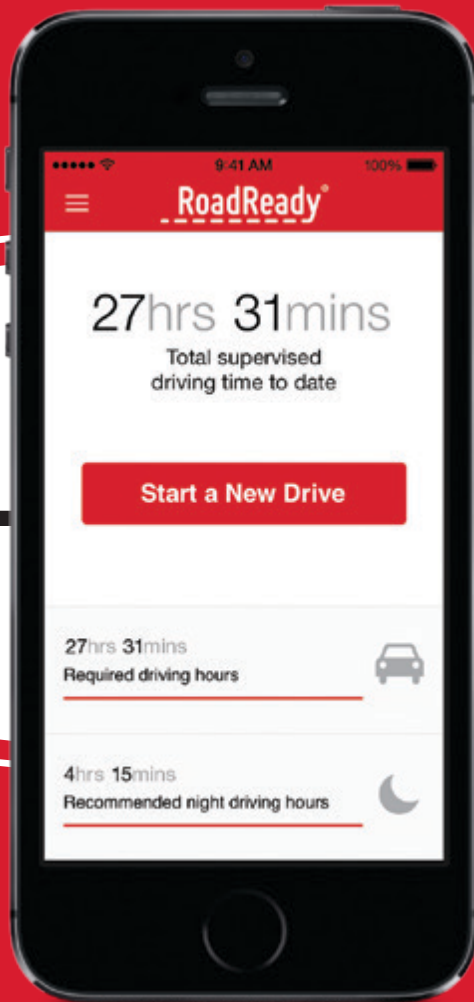 9:41 AM 100%
RoadReady®
27hrs 31mins
Total supervised
driving time to date
Start a New Drive
27hrs 31mins
Required driving hours
4hrs 15mins
Recommended night driving hours